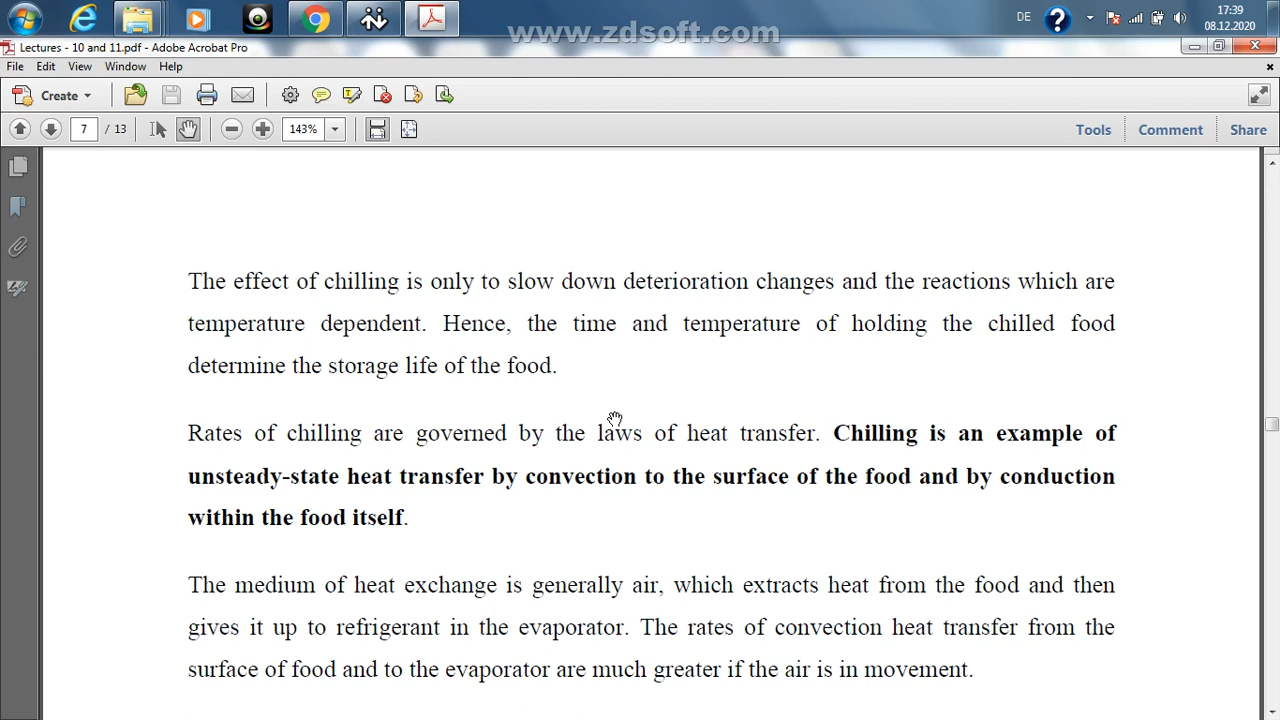 www.zdsoft.com
DE
17:39
08.12.2020
Lectures - 10 and 11.pdf - Adobe Acrobat Pro
File Edit View Window Help
Create
7 / 13 143% Tools Comment Share
The effect of chilling is only to slow down deterioration changes and the reactions which are
temperature dependent. Hence, the time and temperature of holding the chilled food
determine the storage life of the food.
Rates of chilling are governed by the laws of heat transfer. Chilling is an example of
unsteady-state heat transfer by convection to the surface of the food and by conduction
within the food itself.
The medium of heat exchange is generally air, which extracts heat from the food and then
gives it up to refrigerant in the evaporator. The rates of convection heat transfer from the
surface of food and to the evaporator are much greater if the air is in movement.